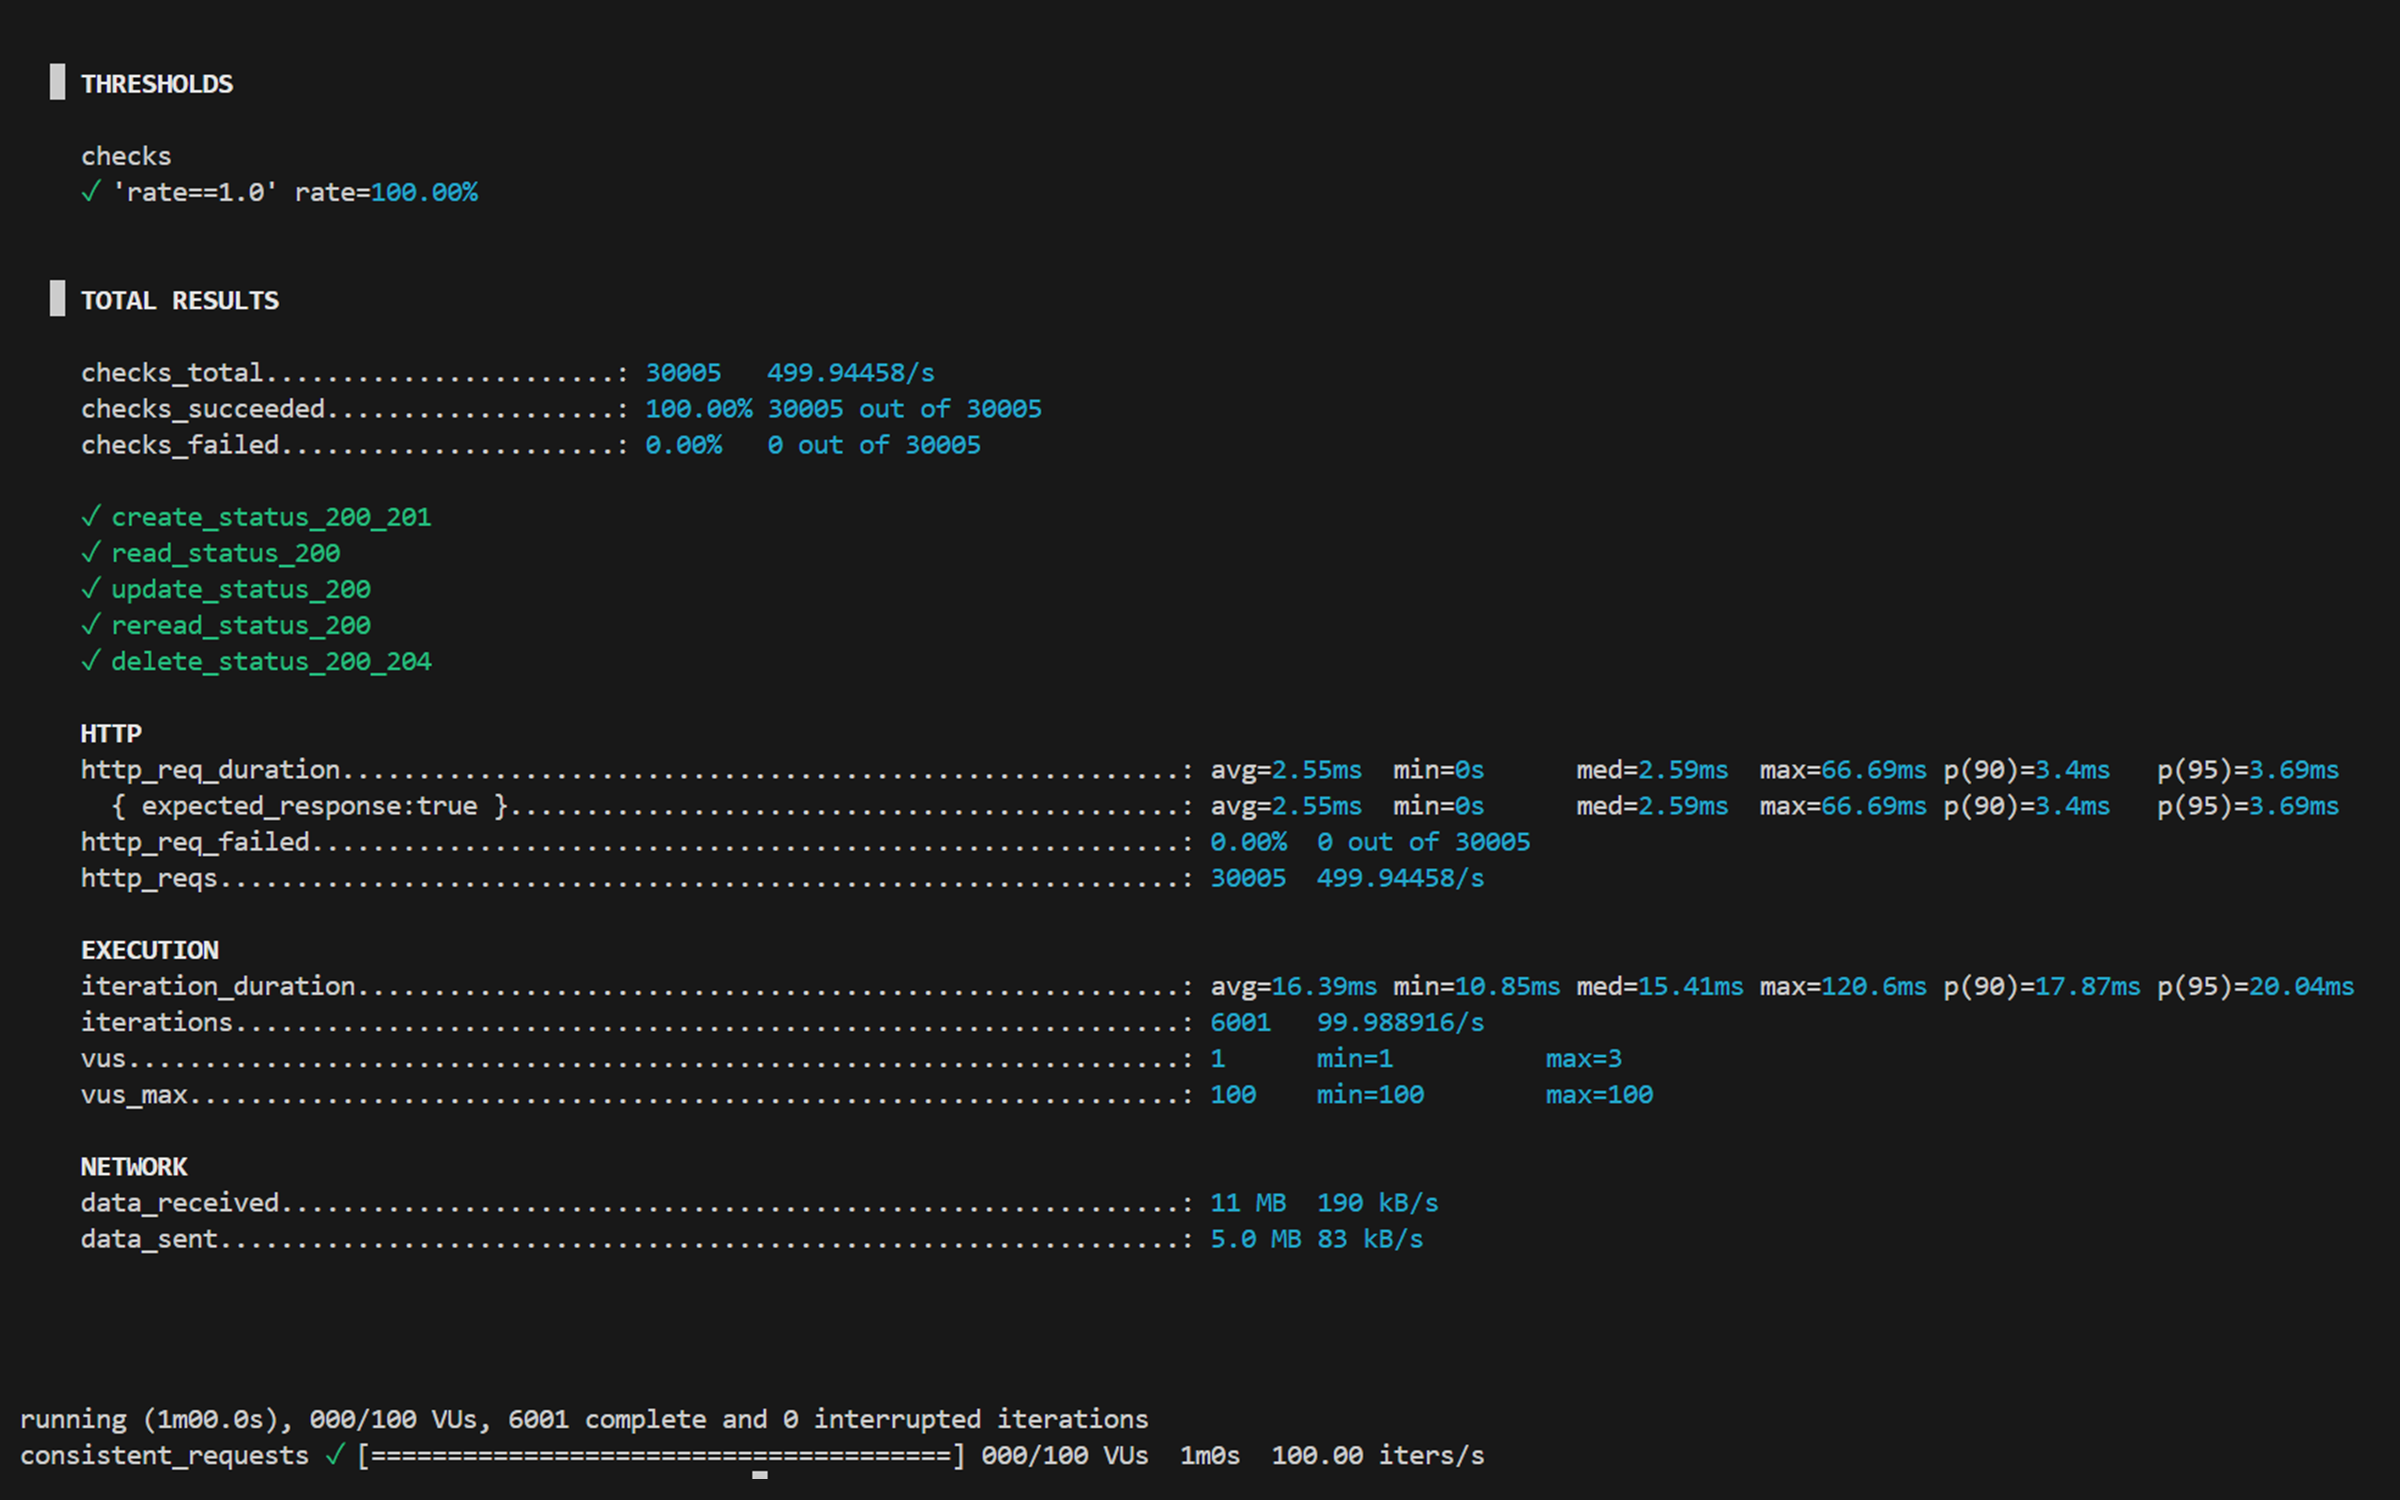 THRESHOLDS
checks
✓ 'rate==1.0' rate=100.00%
TOTAL RESULTS
checks_total.......................: 30005   499.94458/s
checks_succeeded...................: 100.00% 30005 out of 30005
checks_failed......................: 0.00%   0 out of 30005
✓ create_status_200_201
✓ read_status_200
✓ update_status_200
✓ reread_status_200
✓ delete_status_200_204
HTTP
http_req_duration.......................................................: avg=2.55ms  min=0s      med=2.59ms  max=66.69ms p(90)=3.4ms   p(95)=3.69ms
{ expected_response:true }............................................: avg=2.55ms  min=0s      med=2.59ms  max=66.69ms p(90)=3.4ms   p(95)=3.69ms
http_req_failed.........................................................: 0.00%  0 out of 30005
http_reqs...............................................................: 30005  499.94458/s
EXECUTION
iteration_duration......................................................: avg=16.39ms min=10.85ms med=15.41ms max=120.6ms p(90)=17.87ms p(95)=20.04ms
iterations..............................................................: 6001   99.988916/s
vus.....................................................................: 1      min=1          max=3
vus_max.................................................................: 100    min=100        max=100
NETWORK
data_received...........................................................: 11 MB  190 kB/s
data_sent...............................................................: 5.0 MB 83 kB/s
running (1m00.0s), 000/100 VUs, 6001 complete and 0 interrupted iterations
consistent_requests ✓ [======================================] 000/100 VUs  1m0s  100.00 iters/s